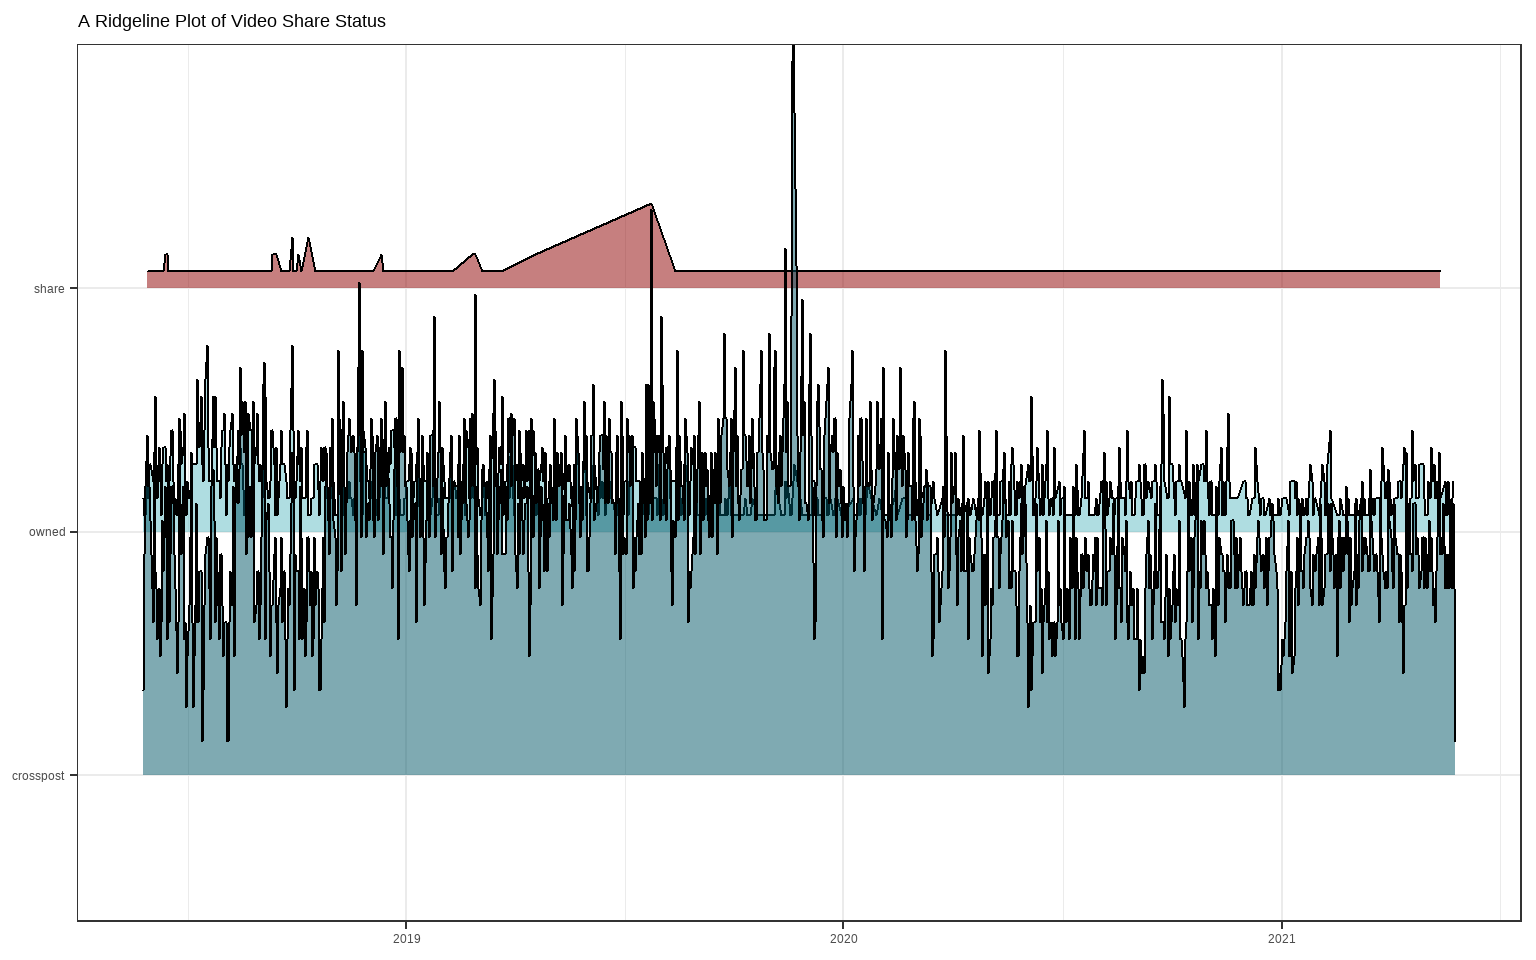 A Ridgeline Plot of Video Share Status
share
owned
crosspost
2019
2020
2021